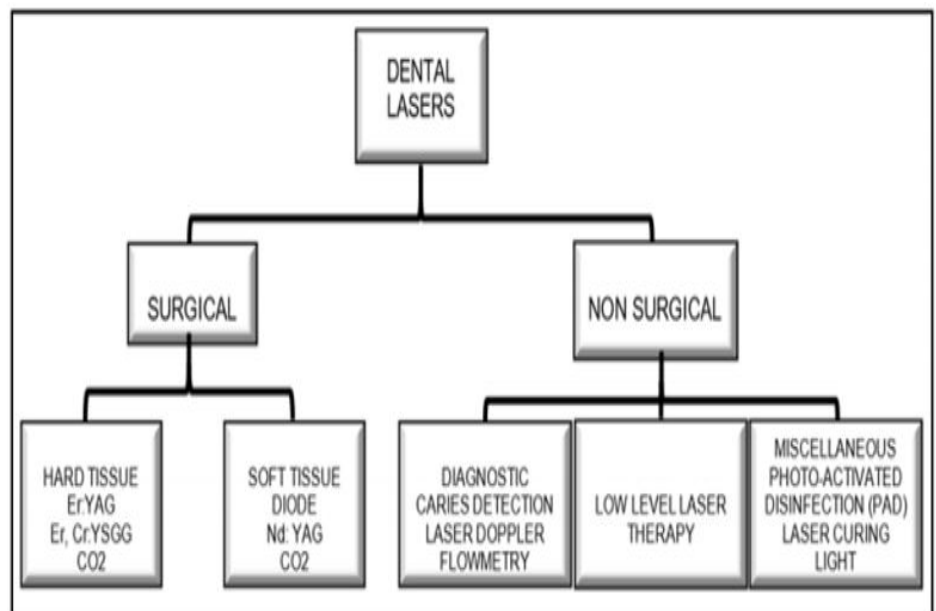 DENTAL
LASERS
SURGICAL
NON SURGICAL
HARD TISSUE
Er:YAG
Er, Cr:YSGG
CO2
SOFT TISSUE
DIODE
Nd: YAG
CO2
DIAGNOSTIC
CARIES DETECTION
LASER DOPPLER
FLOWMETRY
LOW LEVEL LASER
THERAPY
MISCELLANEOUS
PHOTO-ACTIVATED
DISINFECTION (PAD)
LASER CURING
LIGHT